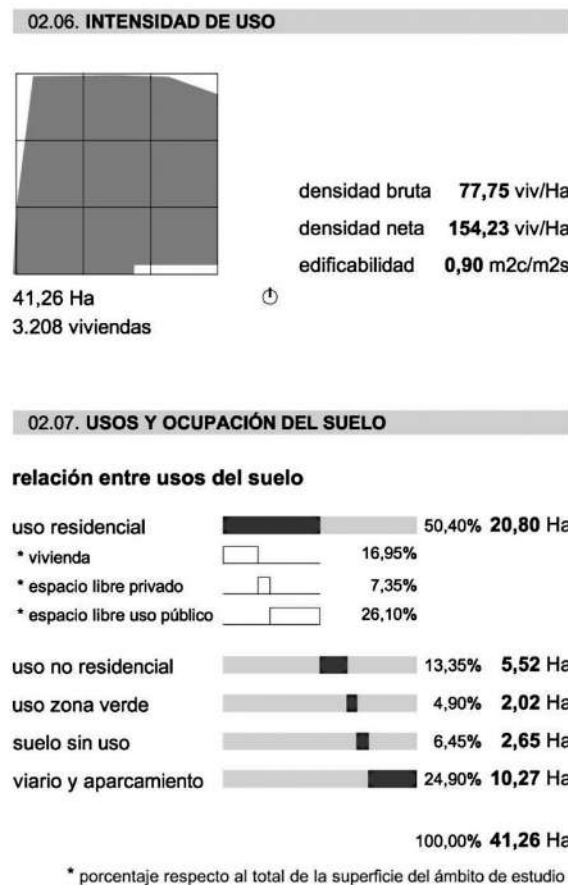 02.06. INTENSIDAD DE USO
densidad bruta 77,75 viv/Ha
densidad neta 154,23 viv/Ha
edificabilidad 0,90 m2c/m2s
41,26 Ha
3.208 viviendas
02.07. USOS Y OCUPACIÓN DEL SUELO
relación entre usos del suelo
uso residencial 50,40% 20,80 Ha
* vivienda 16,95%
* espacio libre privado 7,35%
* espacio libre uso público 26,10%
uso no residencial 13,35% 5,52 Ha
uso zona verde 4,90% 2,02 Ha
suelo sin uso 6,45% 2,65 Ha
viario y aparcamiento 24,90% 10,27 Ha
100,00% 41,26 Ha
* porcentaje respecto al total de la superficie del ámbito de estudio